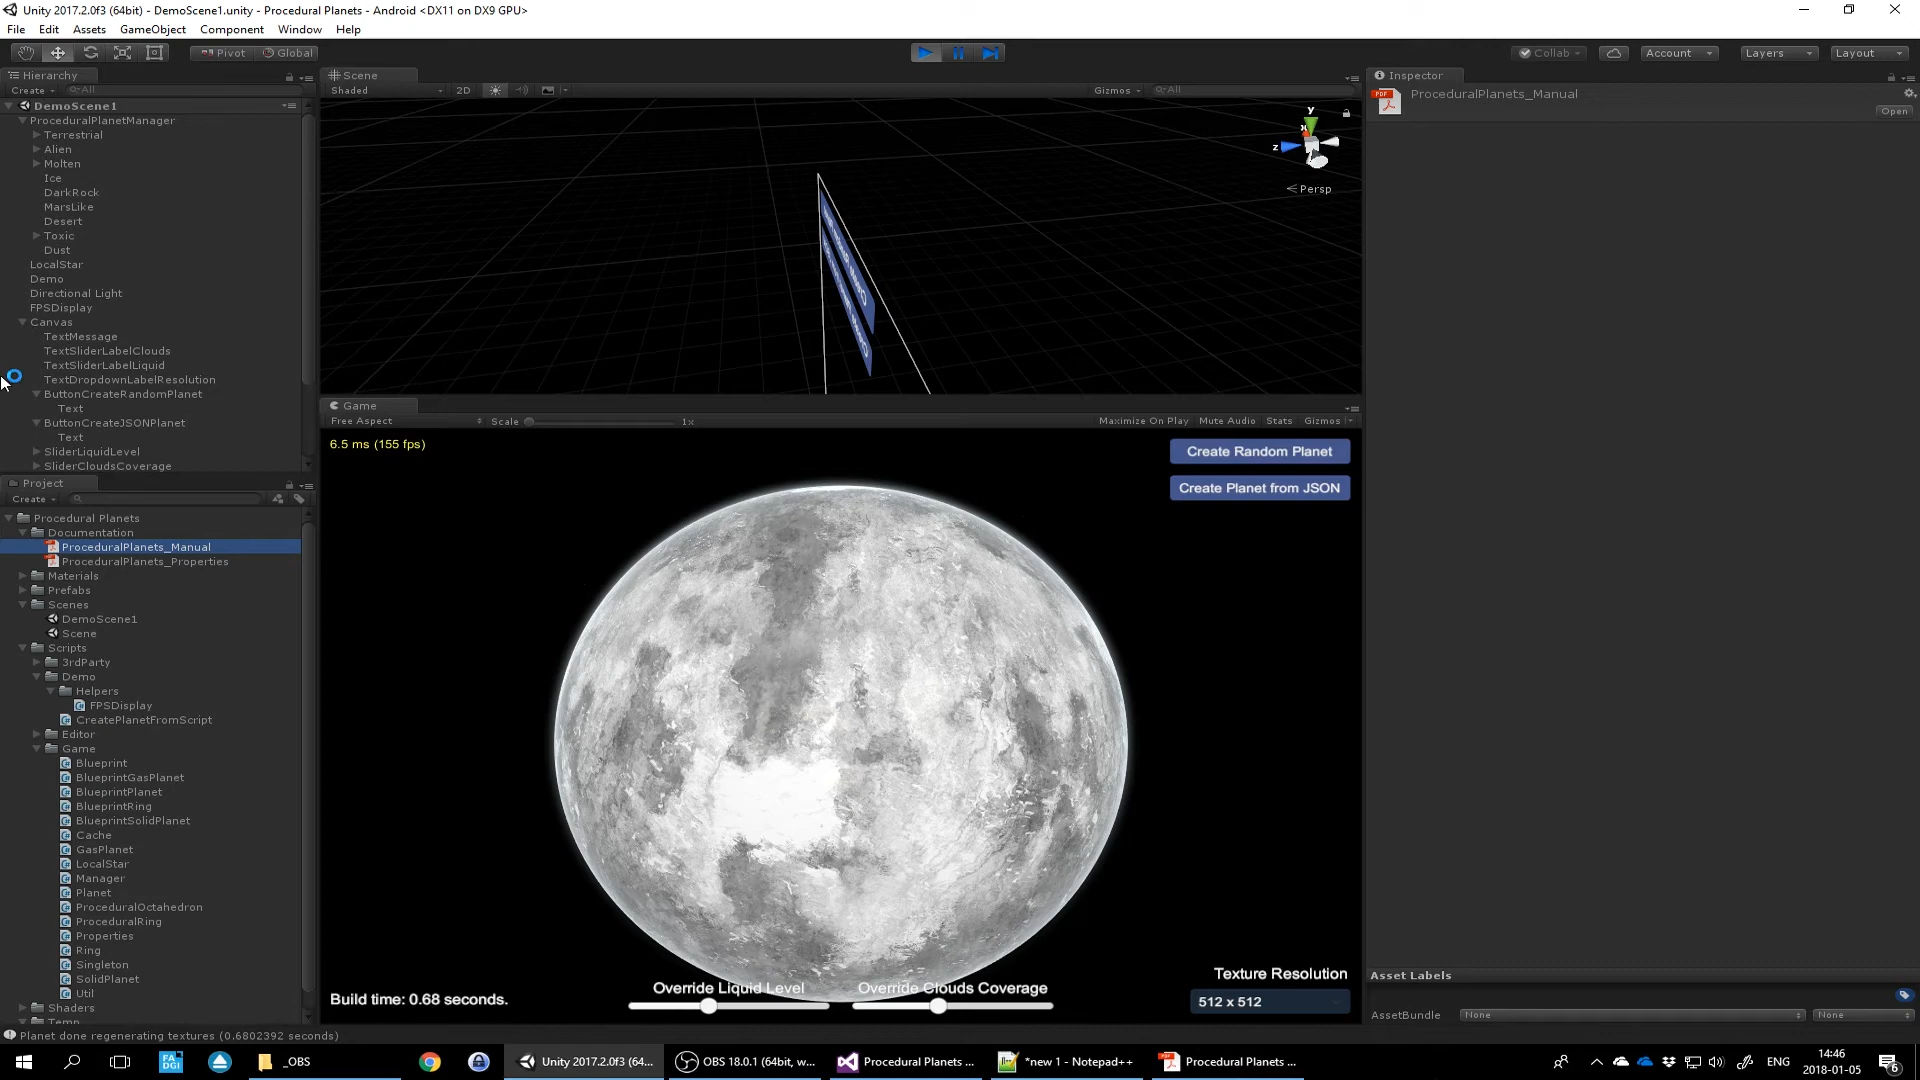 Unity 2017.2.0f3 (64bit) - DemoScene1.unity - Procedural Planets - Android <DX11 on DX9 GPU>
File Edit Assets GameObject Component Window Help
Pivot Global
Collab Account Layers Layout
Hierarchy
Create All
DemoScene1
ProceduralPlanetManager
Terrestrial
Alien
Molten
Ice
DarkRock
MarsLike
Desert
Toxic
Dust
LocalStar
Demo
Directional Light
FPSDisplay
Canvas
TextMessage
TextSliderLabelClouds
TextSliderLabelLiquid
TextDropdownLabelResolution
ButtonCreateRandomPlanet
Text
ButtonCreateJSONPlanet
Text
SliderLiquidLevel
SliderCloudsCoverage
Project
Create
Procedural Planets
Documentation
ProceduralPlanets_Manual
ProceduralPlanets_Properties
Materials
Prefabs
Scenes
DemoScene1
Scene
Scripts
3rdParty
Demo
Helpers
FPSDisplay
CreatePlanetFromScript
Editor
Game
Blueprint
BlueprintGasPlanet
BlueprintPlanet
BlueprintRing
BlueprintSolidPlanet
Cache
GasPlanet
LocalStar
Manager
Planet
ProceduralOctahedron
ProceduralRing
Properties
Ring
Singleton
SolidPlanet
Util
Shaders
Temp
Planet done regenerating textures (0.6802392 seconds)
Scene
Shaded 2D Gizmos All
y
x
z
Persp
Game
Free Aspect Scale 1x Maximize On Play Mute Audio Stats Gizmos
6.5 ms (155 fps)
Create Random Planet
Create Planet from JSON
Build time: 0.68 seconds.
Override Liquid Level
Override Clouds Coverage
Texture Resolution
512 x 512
Inspector
PDF
ProceduralPlanets_Manual
Open
Asset Labels
AssetBundle None None
FA DGI
_OBS
Unity 2017.2.0f3 (64...
OBS 18.0.1 (64bit, w...
Procedural Planets ...
*new 1 - Notepad++
Procedural Planets ...
ENG
14:46
2018-01-05
6